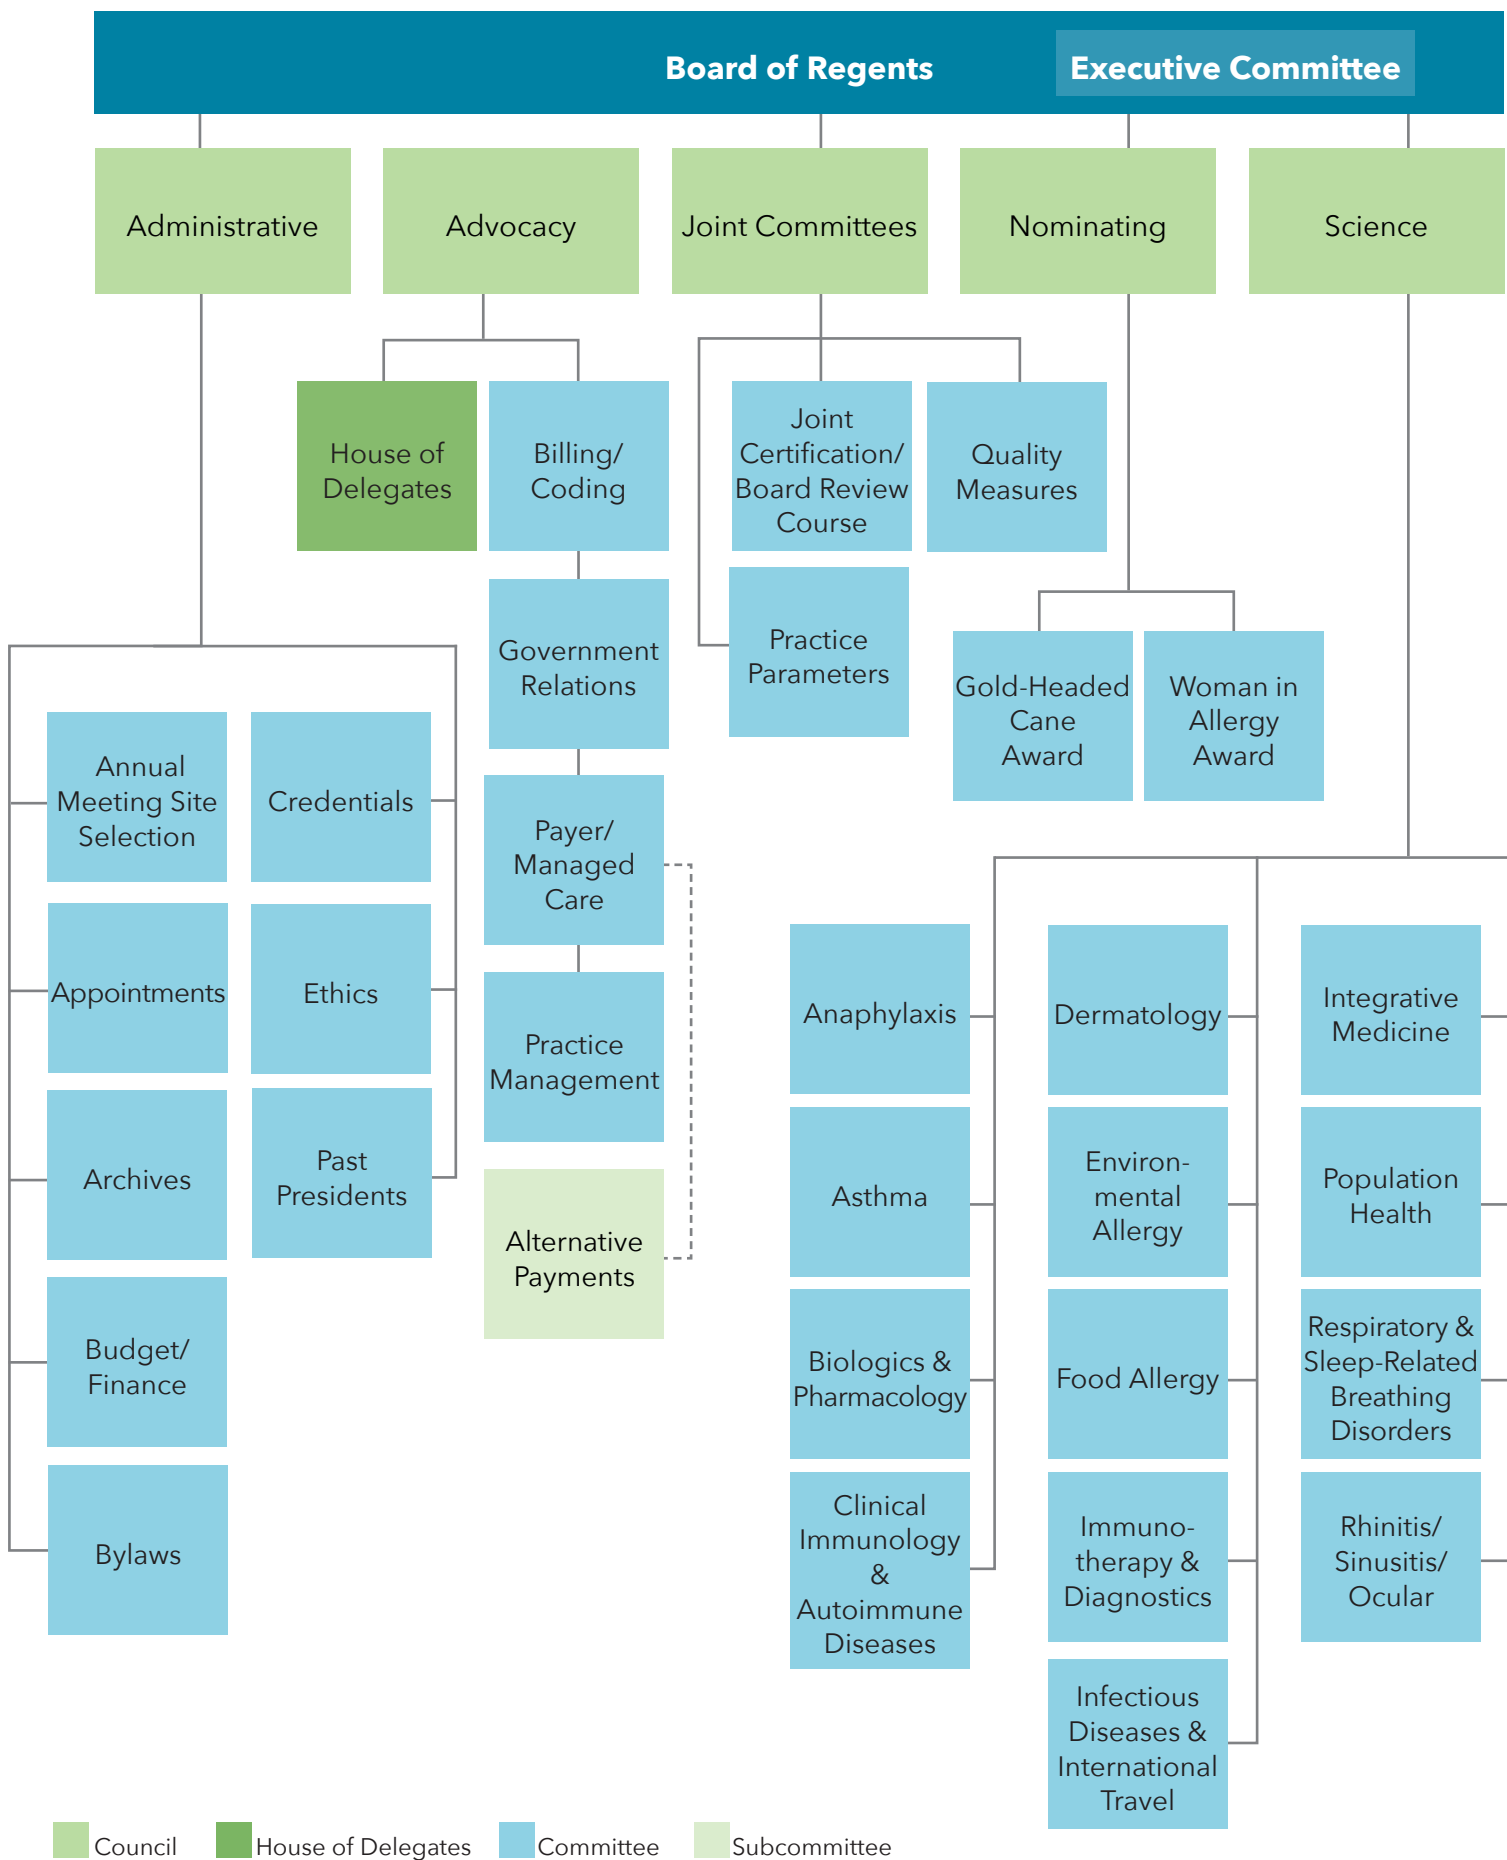 Board of Regents
Executive Committee
Administrative
Advocacy
Joint Committees
Nominating
Science
House of
Delegates
Billing/
Coding
Joint
Certification/
Board Review
Course
Quality
Measures
Government
Relations
Practice
Parameters
Gold-Headed
Cane
Award
Woman in
Allergy
Award
Annual
Meeting Site
Selection
Credentials
Payer/
Managed
Care
Appointments
Ethics
Practice
Management
Archives
Past
Presidents
Alternative
Payments
Budget/
Finance
Bylaws
Anaphylaxis
Dermatology
Integrative
Medicine
Asthma
Environ-
mental
Allergy
Population
Health
Biologics &
Pharmacology
Food Allergy
Respiratory &
Sleep-Related
Breathing
Disorders
Clinical
Immunology
&
Autoimmune
Diseases
Immuno-
therapy &
Diagnostics
Rhinitis/
Sinusitis/
Ocular
Infectious
Diseases &
International
Travel
Council
House of Delegates
Committee
Subcommittee